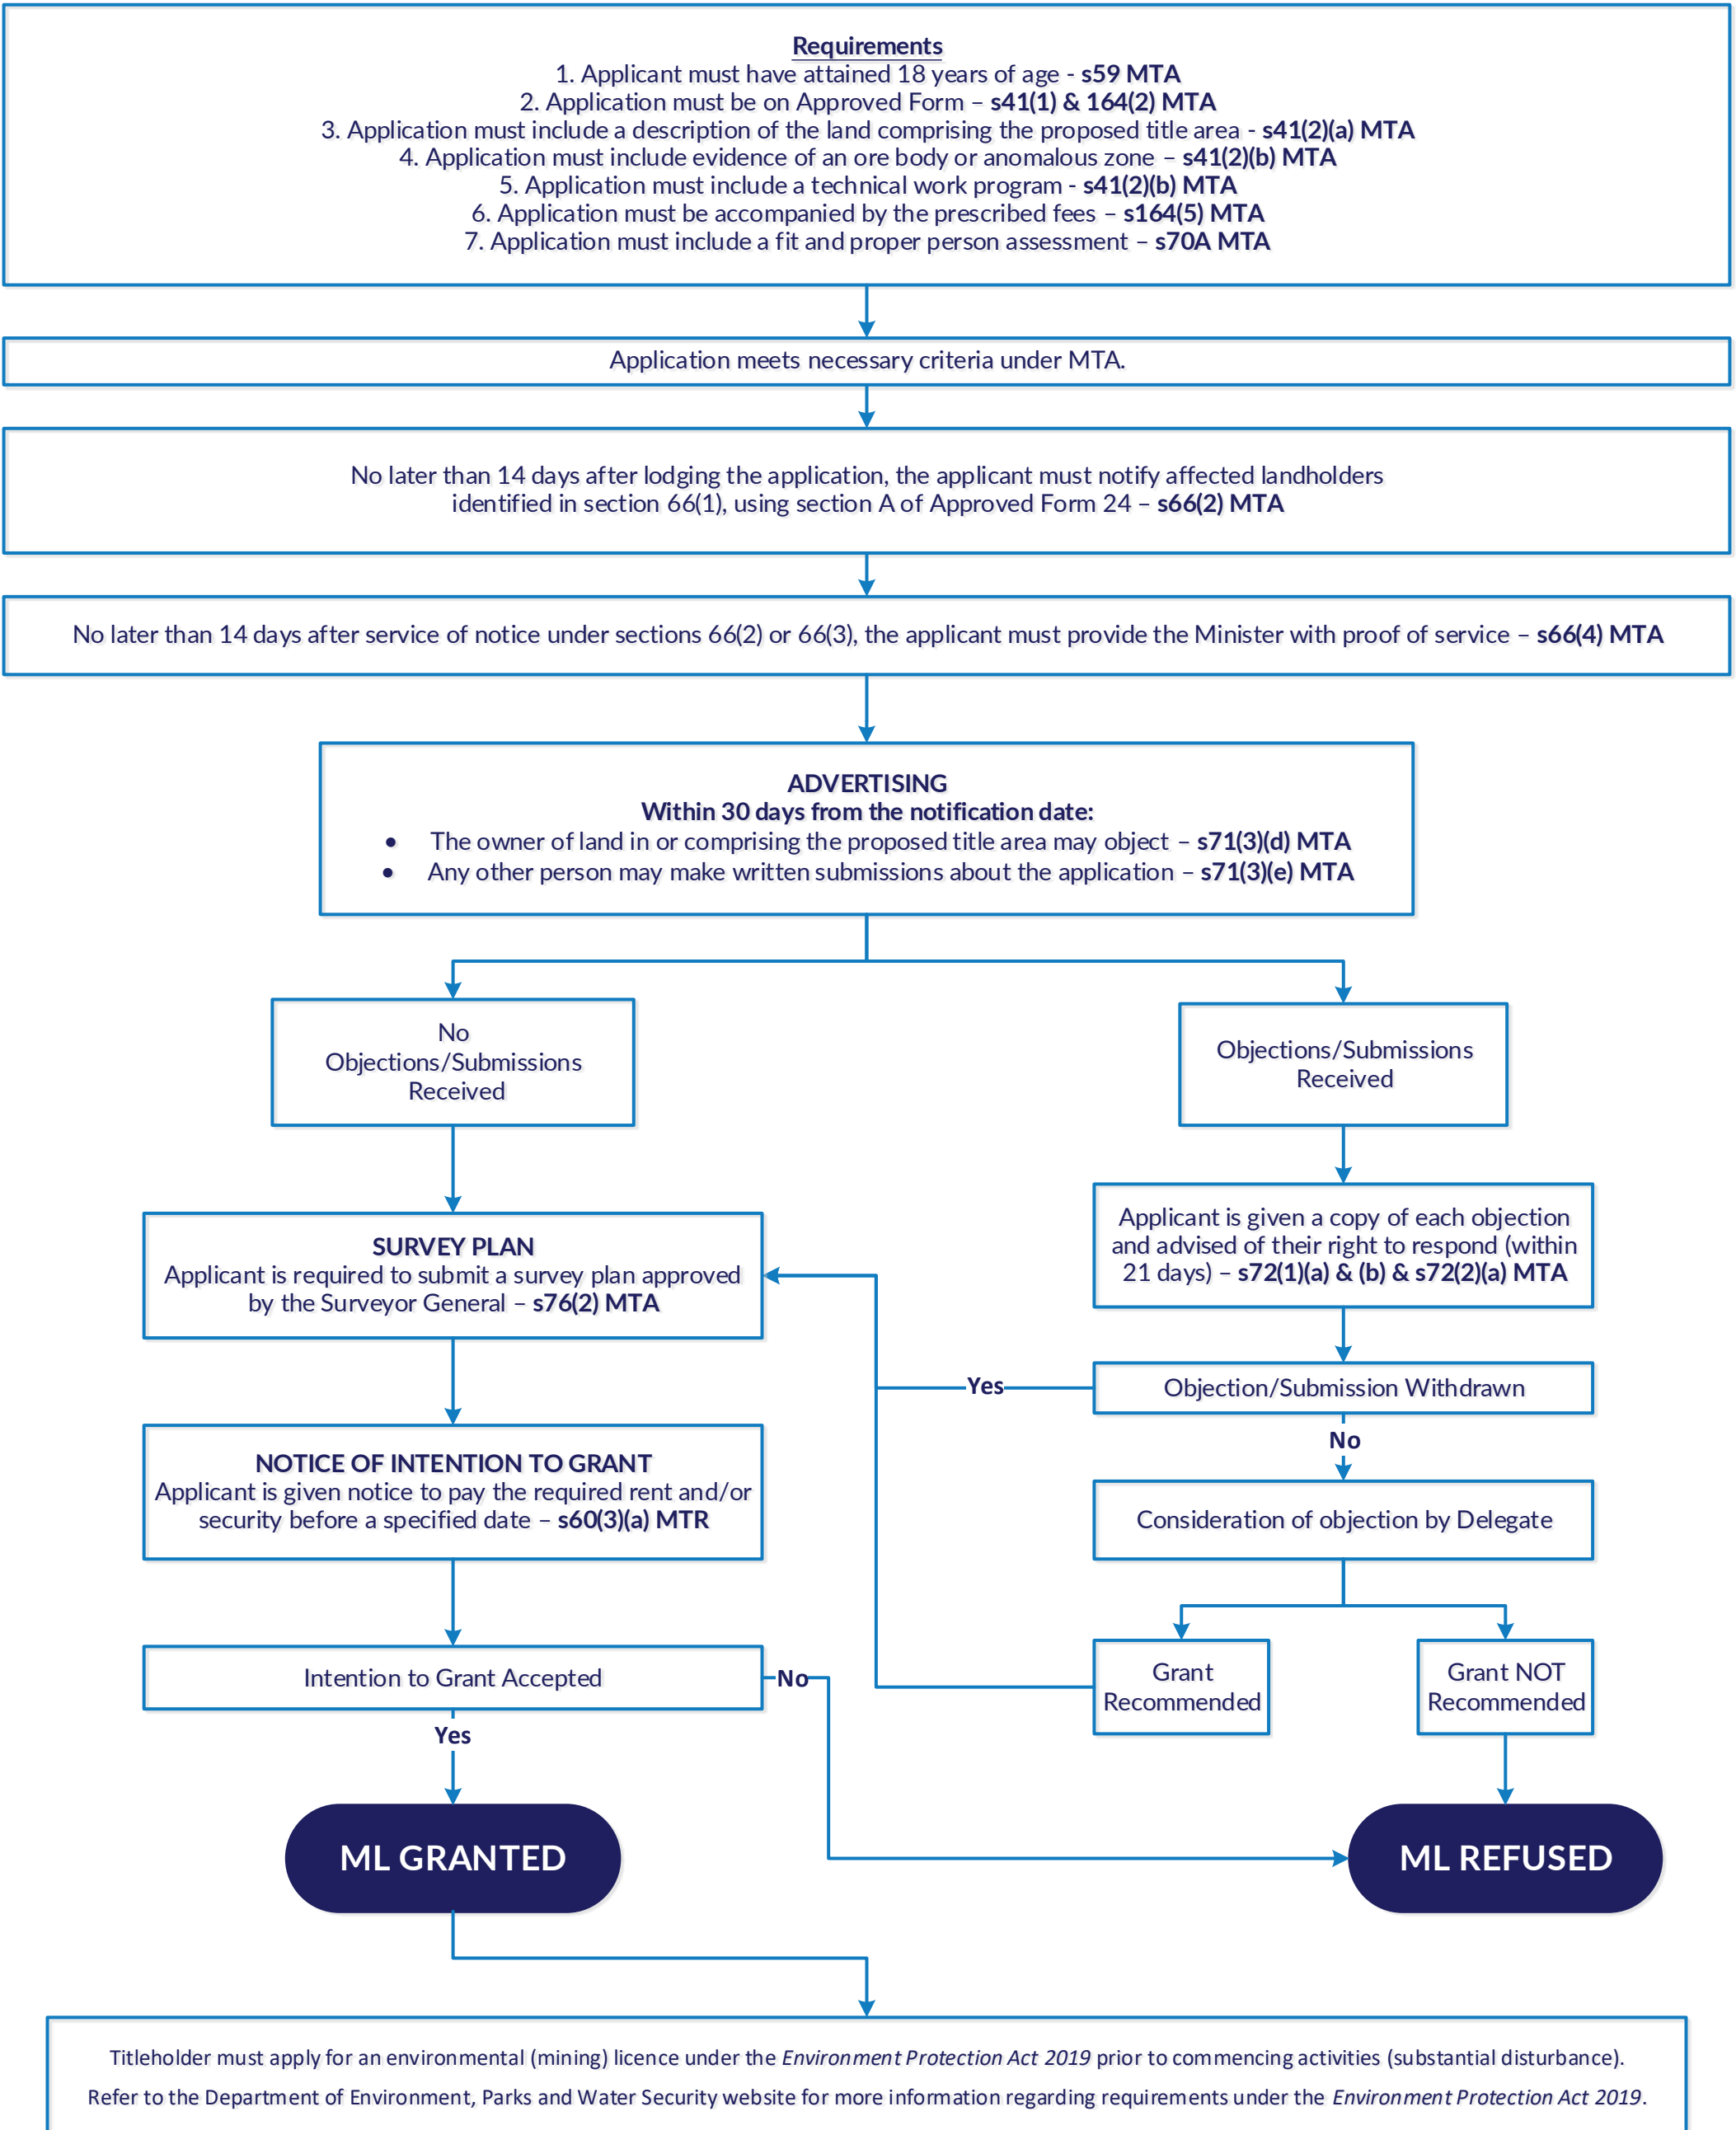 Requirements
1. Applicant must have attained 18 years of age - s59 MTA
2. Application must be on Approved Form – s41(1) & 164(2) MTA
3. Application must include a description of the land comprising the proposed title area - s41(2)(a) MTA
4. Application must include evidence of an ore body or anomalous zone – s41(2)(b) MTA
5. Application must include a technical work program - s41(2)(b) MTA
6. Application must be accompanied by the prescribed fees – s164(5) MTA
7. Application must include a fit and proper person assessment – s70A MTA
Application meets necessary criteria under MTA.
No later than 14 days after lodging the application, the applicant must notify affected landholders
identified in section 66(1), using section A of Approved Form 24 – s66(2) MTA
No later than 14 days after service of notice under sections 66(2) or 66(3), the applicant must provide the Minister with proof of service – s66(4) MTA
ADVERTISING
Within 30 days from the notification date:
• The owner of land in or comprising the proposed title area may object – s71(3)(d) MTA
• Any other person may make written submissions about the application – s71(3)(e) MTA
No
Objections/Submissions
Received
Objections/Submissions
Received
SURVEY PLAN
Applicant is required to submit a survey plan approved
by the Surveyor General – s76(2) MTA
Applicant is given a copy of each objection
and advised of their right to respond (within
21 days) – s72(1)(a) & (b) & s72(2)(a) MTA
Yes
Objection/Submission Withdrawn
No
NOTICE OF INTENTION TO GRANT
Applicant is given notice to pay the required rent and/or
security before a specified date – s60(3)(a) MTR
Consideration of objection by Delegate
Intention to Grant Accepted
No
Grant
Recommended
Grant NOT
Recommended
Yes
ML GRANTED
ML REFUSED
Titleholder must apply for an environmental (mining) licence under the Environment Protection Act 2019 prior to commencing activities (substantial disturbance).
Refer to the Department of Environment, Parks and Water Security website for more information regarding requirements under the Environment Protection Act 2019.